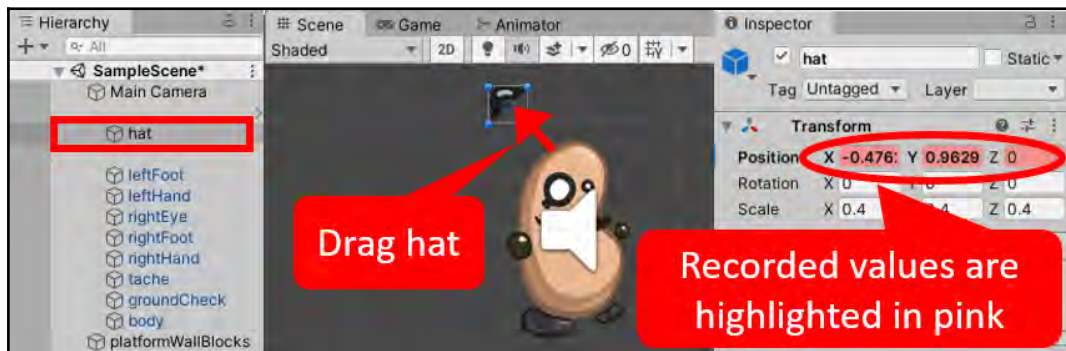 Hierarchy
All
SampleScene*
Main Camera
hat
leftFoot
leftHand
rightEye
rightFoot
rightHand
tache
groundCheck
body
platformWallBlocks
Scene Game Animator
Shaded 2D 0
Drag hat
Inspector
hat Static
Tag Untagged Layer
Transform
Position X -0.476: Y 0.9629 Z 0
Rotation X 0 Z 0
Scale X 0.4 Z 0.4
Recorded values are
highlighted in pink